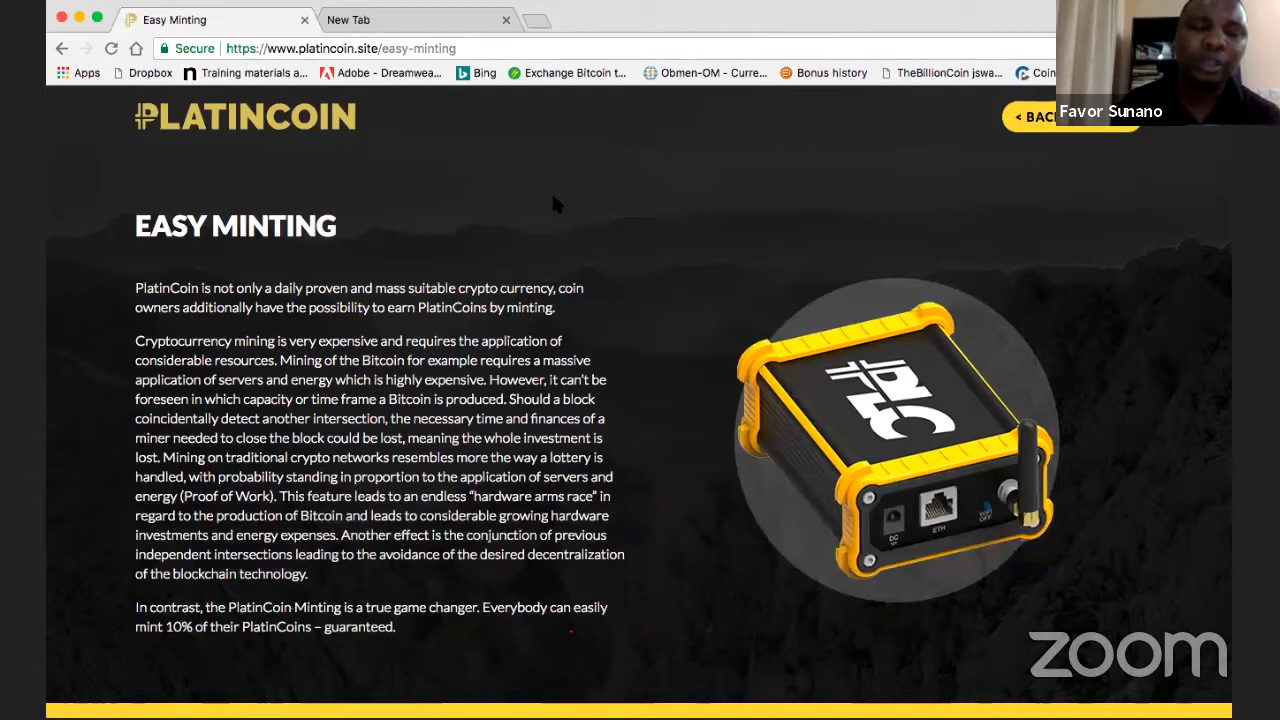 Easy Minting
New Tab
Secure
https://www.platincoin.site/easy-minting
Apps
Dropbox
Training materials a...
Adobe - Dreamwea...
Bing
Exchange Bitcoin t...
Obmen-OM - Curre...
Bonus history
TheBillionCoin jswa...
Coin
Favor Sunano
PLATINCOIN
< BAC
EASY MINTING
PlatinCoin is not only a daily proven and mass suitable crypto currency, coin
owners additionally have the possibility to earn PlatinCoins by minting.
Cryptocurrency mining is very expensive and requires the application of
considerable resources. Mining of the Bitcoin for example requires a massive
application of servers and energy which is highly expensive. However, it can't be
foreseen in which capacity or time frame a Bitcoin is produced. Should a block
coincidentally detect another intersection, the necessary time and finances of a
miner needed to close the block could be lost, meaning the whole investment is
lost. Mining on traditional crypto networks resembles more the way a lottery is
handled, with probability standing in proportion to the application of servers and
energy (Proof of Work). This feature leads to an endless “hardware arms race” in
regard to the production of Bitcoin and leads to considerable growing hardware
investments and energy expenses. Another effect is the conjunction of previous
independent intersections leading to the avoidance of the desired decentralization
of the blockchain technology.
In contrast, the PlatinCoin Minting is a true game changer. Everybody can easily
mint 10% of their PlatinCoins – guaranteed.
PLC
DC
ETH
WIFI
OFF
zoom